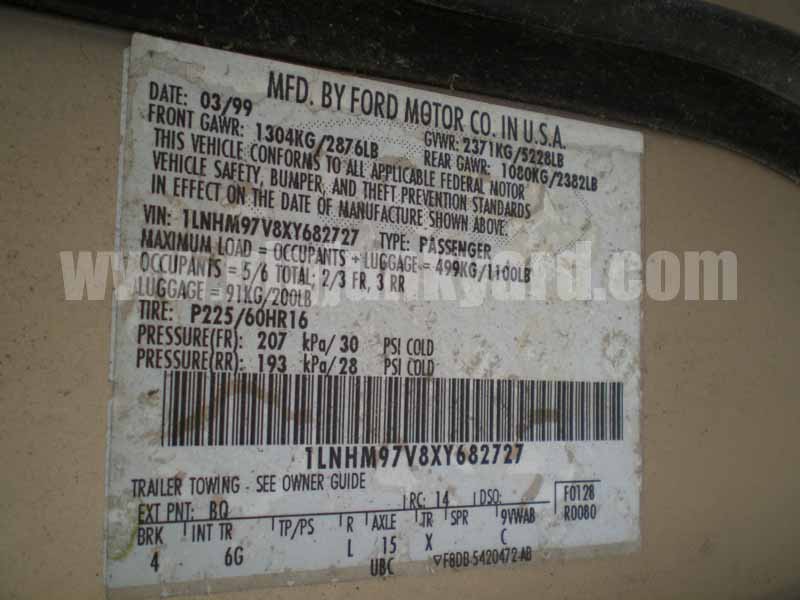 MFD. BY FORD MOTOR CO. IN U.S.A.
DATE: 03/99 GVWR: 2371KG/5228LB
FRONT GAWR: 1304KG/2876LB REAR GAWR: 1080KG/2382LB
THIS VEHICLE CONFORMS TO ALL APPLICABLE FEDERAL MOTOR
VEHICLE SAFETY, BUMPER, AND THEFT PREVENTION STANDARDS
IN EFFECT ON THE DATE OF MANUFACTURE SHOWN ABOVE.
VIN: 1LNHM97V8XY682727 TYPE: PASSENGER
MAXIMUM LOAD = OCCUPANTS + LUGGAGE = 499KG/1100LB
OCCUPANTS = 5/6 TOTAL; 2/3 FR, 3 RR
LUGGAGE = 91KG/200LB
TIRE: P225/60HR16
PRESSURE(FR): 207 kPa/30 PSI COLD
PRESSURE(RR): 193 kPa/28 PSI COLD
1LNHM97V8XY682727
TRAILER TOWING - SEE OWNER GUIDE
EXT PNT: BQ RC: 14 DSO: F0128
R0080
BRK INT TR TP/PS R AXLE TR SPR 9VWAB
4 6G L 15 X C
UBC ▽F8DB-5420472-AB
junkyard.com